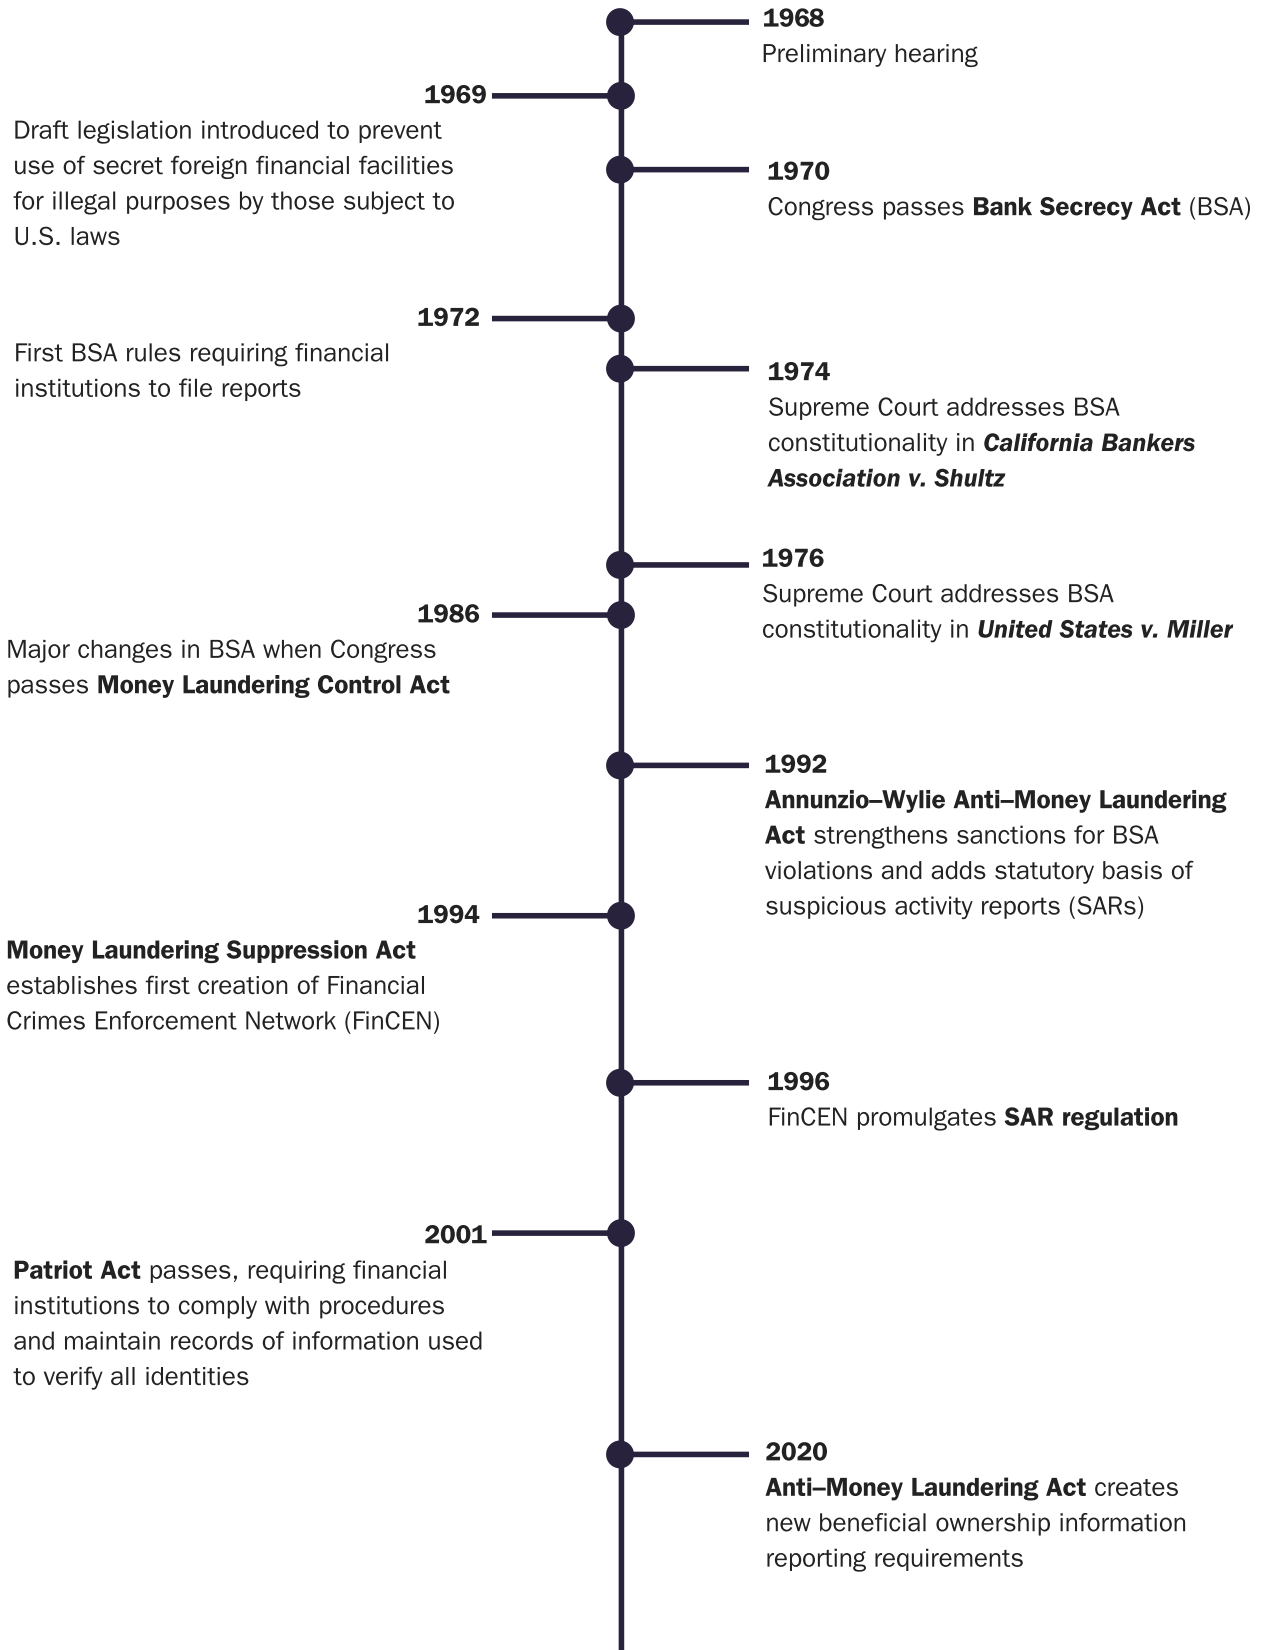 1968
Preliminary hearing
1969
Draft legislation introduced to prevent
use of secret foreign financial facilities
for illegal purposes by those subject to
U.S. laws
1970
Congress passes Bank Secrecy Act (BSA)
1972
First BSA rules requiring financial
institutions to file reports
1974
Supreme Court addresses BSA
constitutionality in California Bankers
Association v. Shultz
1976
Supreme Court addresses BSA
constitutionality in United States v. Miller
1986
Major changes in BSA when Congress
passes Money Laundering Control Act
1992
Annunzio–Wylie Anti–Money Laundering
Act strengthens sanctions for BSA
violations and adds statutory basis of
suspicious activity reports (SARs)
1994
Money Laundering Suppression Act
establishes first creation of Financial
Crimes Enforcement Network (FinCEN)
1996
FinCEN promulgates SAR regulation
2001
Patriot Act passes, requiring financial
institutions to comply with procedures
and maintain records of information used
to verify all identities
2020
Anti–Money Laundering Act creates
new beneficial ownership information
reporting requirements